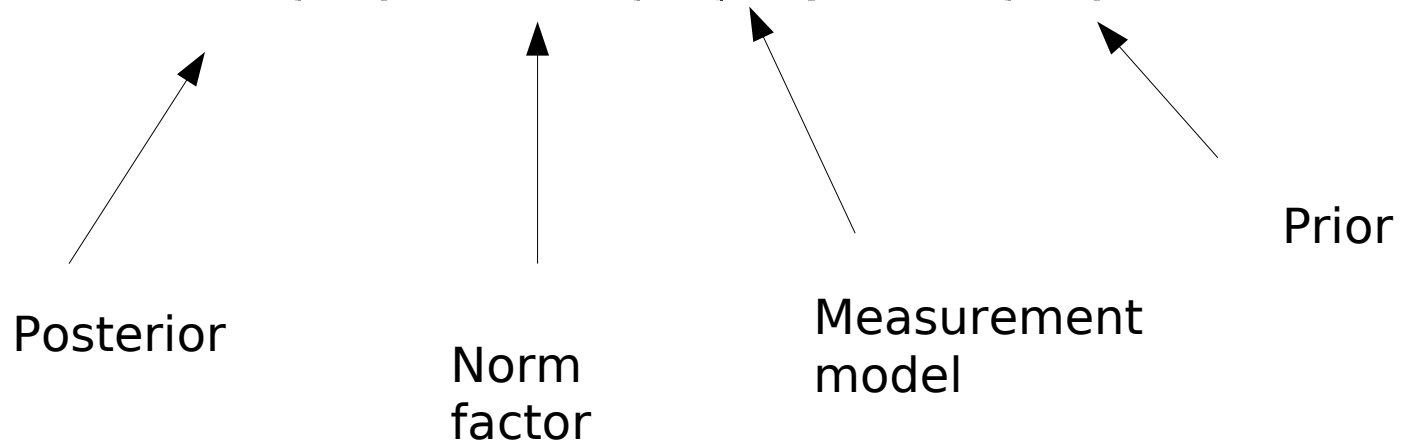 Prior
Posterior
Measurement
model
Norm
factor